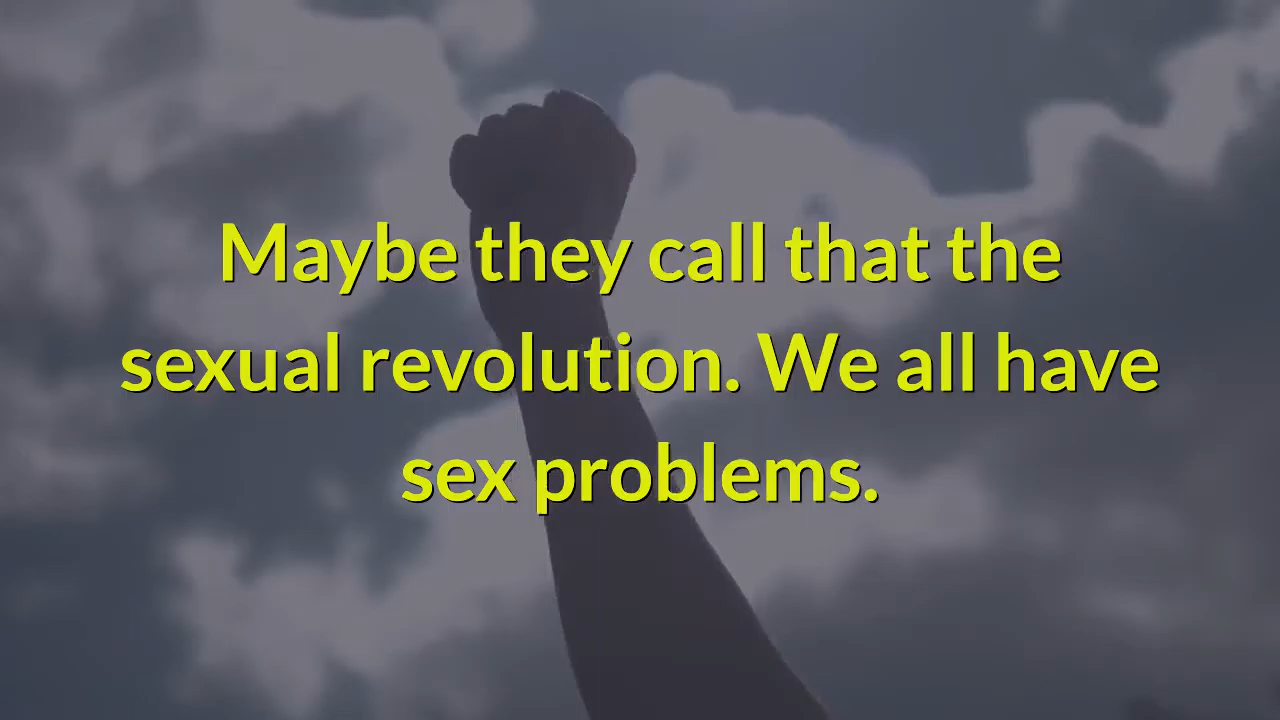 Maybe they call that the
sexual revolution. We all have
sex problems.